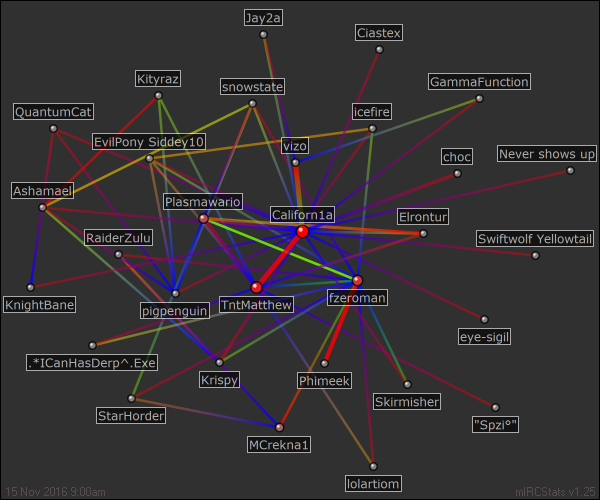 Jay2a
Ciastex
Kityraz
snowstate
GammaFunction
QuantumCat
icefire
EvilPony Siddey10
vizo
choc
Never shows up
Ashamael
Plasmawario
Californ1a
Elrontur
RaiderZulu
Swiftwolf Yellowtail
KnightBane
pigpenguin
TntMatthew
fzeroman
eye-sigil
.*ICanHasDerp^.Exe
Krispy
Phimeek
Skirmisher
StarHorder
"Spzi°"
MCrekna1
lolartiom
15 Nov 2016 9:00am
mIRCStats v1.25